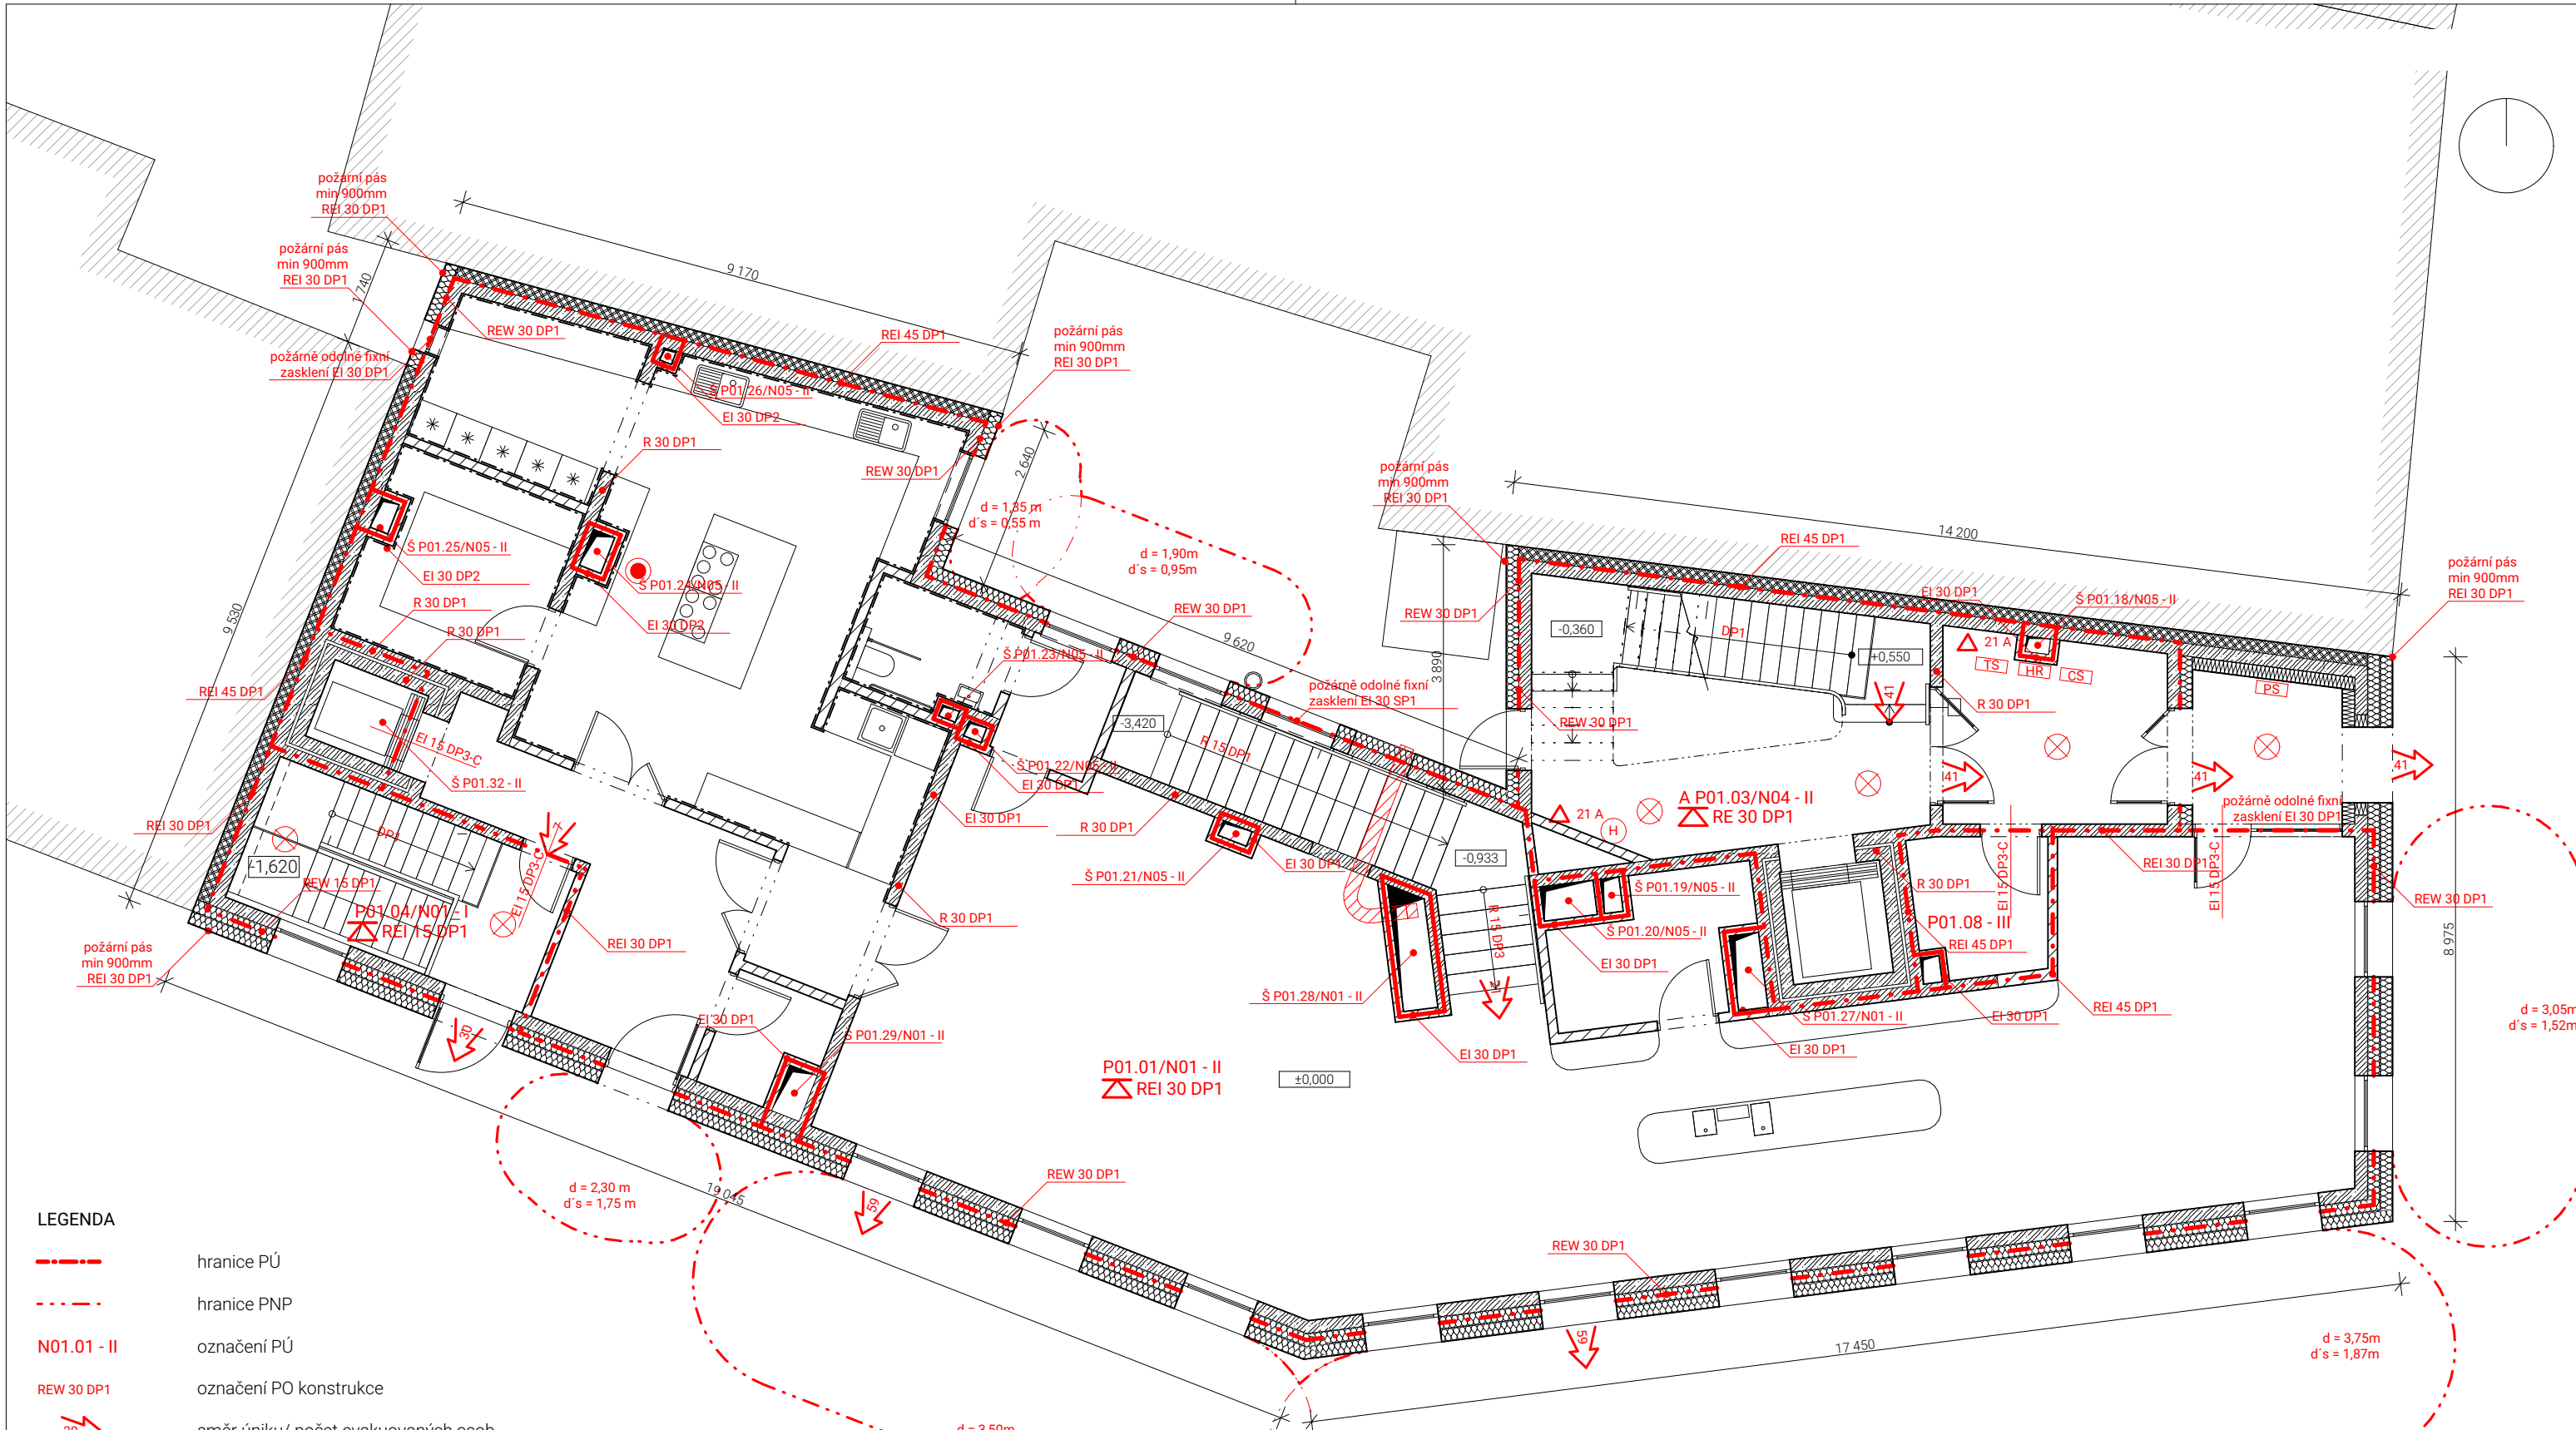 požární pás
min 900mm
REI 30 DP1
požární pás
min 900mm
REI 30 DP1
9 170
1 740
REW 30 DP1
REI 45 DP1
požární pás
min 900mm
REI 30 DP1
požárně odolné fixní
zasklení EI 30 DP1
Š P01.26/N05 - II
EI 30 DP2
R 30 DP1
REW 30 DP1
2 640
d = 1,35 m
d´s = 0,55 m
požární pás
min 900mm
REI 30 DP1
14 200
REI 45 DP1
d = 1,90m
d´s = 0,95m
Š P01.25/N05 - II
EI 30 DP2
Š P01.24/N05 - II
EI 30 DP2
požární pás
min 900mm
REI 30 DP1
R 30 DP1
R 30 DP1
9 530
REW 30 DP1
9 620
REW 30 DP1
3 890
-0,360
DP1
+0,550
EI 30 DP1
Š P01.18/N05 - II
21 A
TS
HR
CS
PS
Š P01.23/N05 - II
požárně odolné fixní
zasklení EI 30 SP1
REI 45 DP1
R 30 DP1
41
REW 30 DP1
-3,420
R 15 DP1
EI 15 DP3-C
Š P01.32 - II
Š P01.22/N05 - II
EI 30 DP1
41
41
41
A P01.03/N04 - II
RE 30 DP1
21 A
H
požárně odolné fixní
zasklení EI 30 DP1
REI 30 DP1
DP1
7
EI 30 DP1
R 30 DP1
-1,620
REW 15 DP1
EI 15 DP3-C
P01.04/N01 - I
REI 15 DP1
EI 30 DP1
Š P01.21/N05 - II
-0,933
REI 30 DP1
EI 15 DP3-C
EI 15 DP3-C
R 30 DP1
REW 30 DP1
Š P01.19/N05 - II
Š P01.20/N05 - II
EI 30 DP1
P01.08 - III
REI 45 DP1
R 30 DP1
R 15 DP3
REI 30 DP1
požární pás
min 900mm
REI 30 DP1
8 975
Š P01.28/N01 - II
EI 30 DP1
30
EI 30 DP1
Š P01.29/N01 - II
Š P01.27/N01 - II
EI 30 DP1
EI 30 DP1
REI 45 DP1
d = 3,05m
d´s = 1,52m
P01.01/N01 - II
REI 30 DP1
±0,000
d = 2,30 m
d´s = 1,75 m
19 045
59
REW 30 DP1
REW 30 DP1
59
17 450
d = 3,75m
d´s = 1,87m
d = 3,50m
LEGENDA
hranice PÚ
hranice PNP
N01.01 - II
označení PÚ
REW 30 DP1
označení PO konstrukce
směr úniku/ počet evakuovaných osob